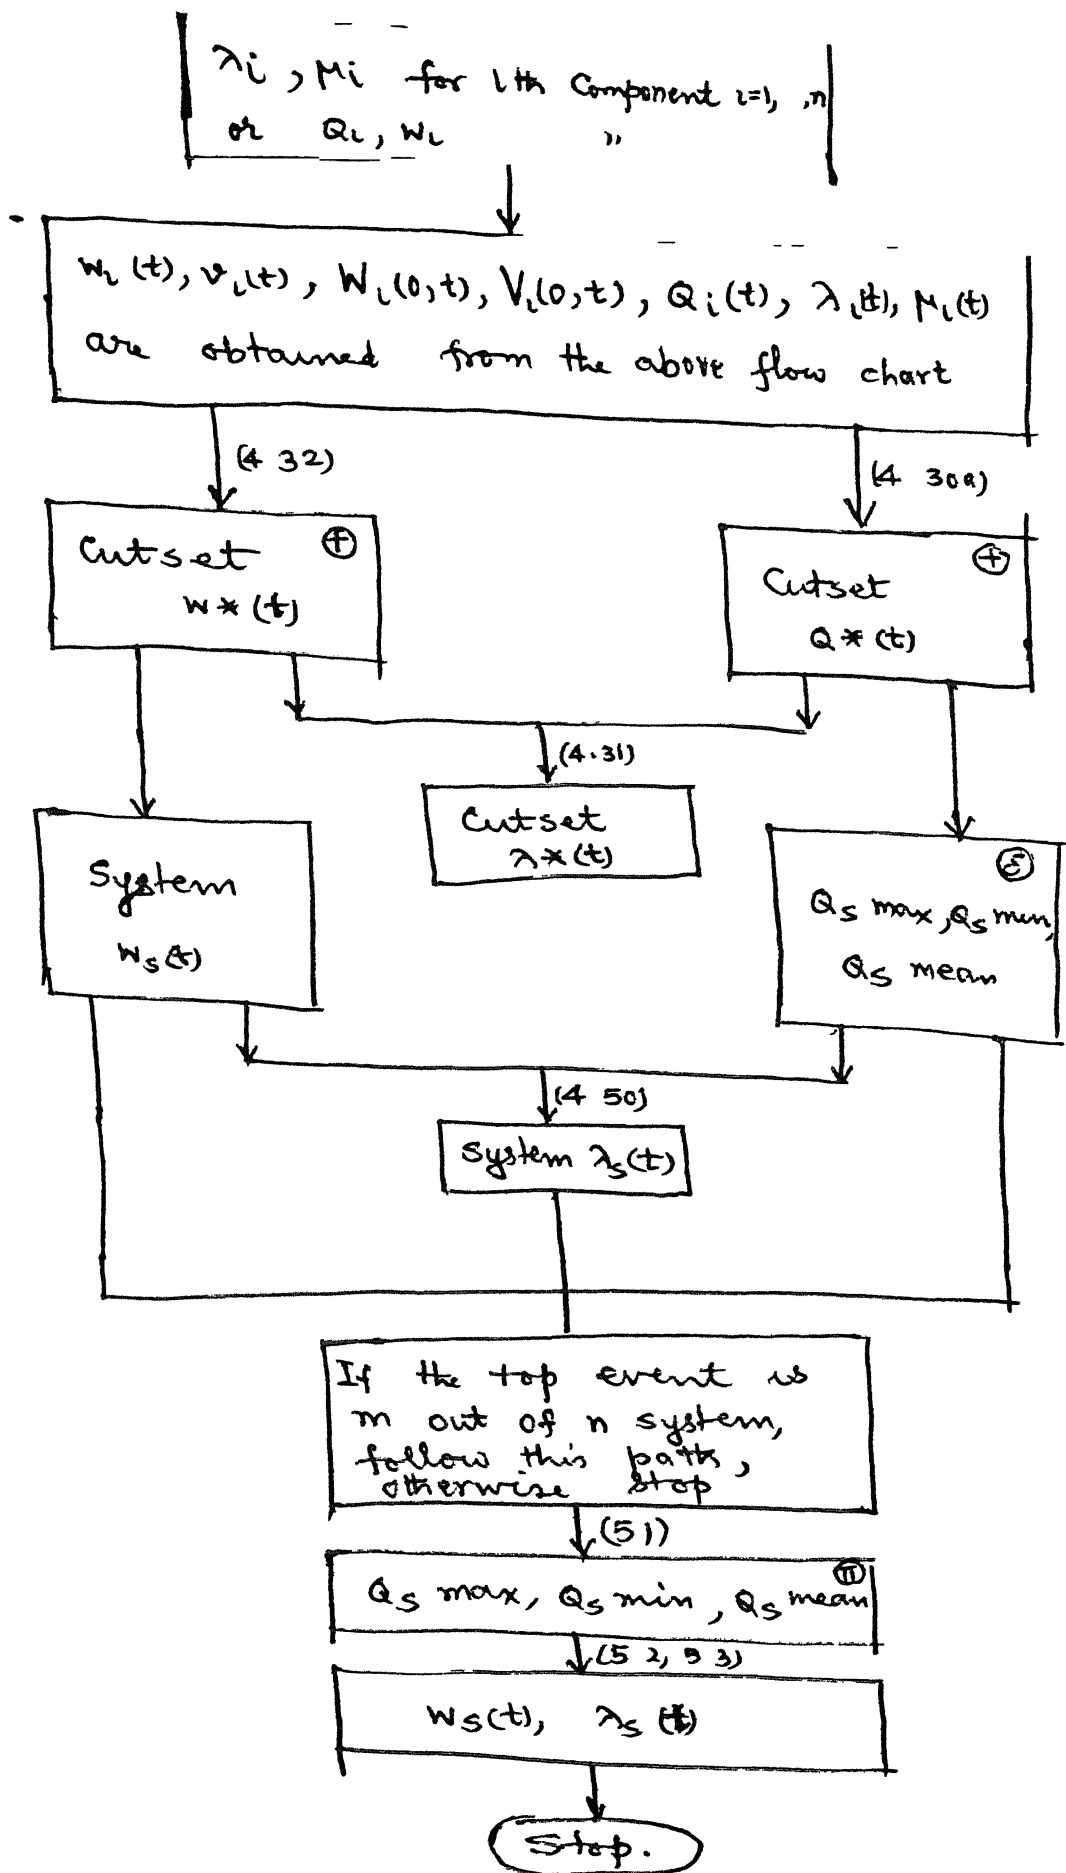 λi, μi for ith Component i=1, ,n
or Qi, Wi "
wi(t), vi(t), Wi(0,t), Vi(0,t), Qi(t), λi(t), μi(t)
are obtained from the above flow chart
(4 32)
(4 30a)
Cutset +
W*(t)
Cutset +
Q*(t)
(4.31)
Cutset
λ*(t)
System
Ws(t)
ε
Qs max, Qs min,
Qs mean
(4 50)
System λs(t)
If the top event is
m out of n system,
follow this path,
otherwise stop
(5 1)
Qs max, Qs min, Qs mean π
(5 2, 5 3)
Ws(t), λs(t)
Stop.